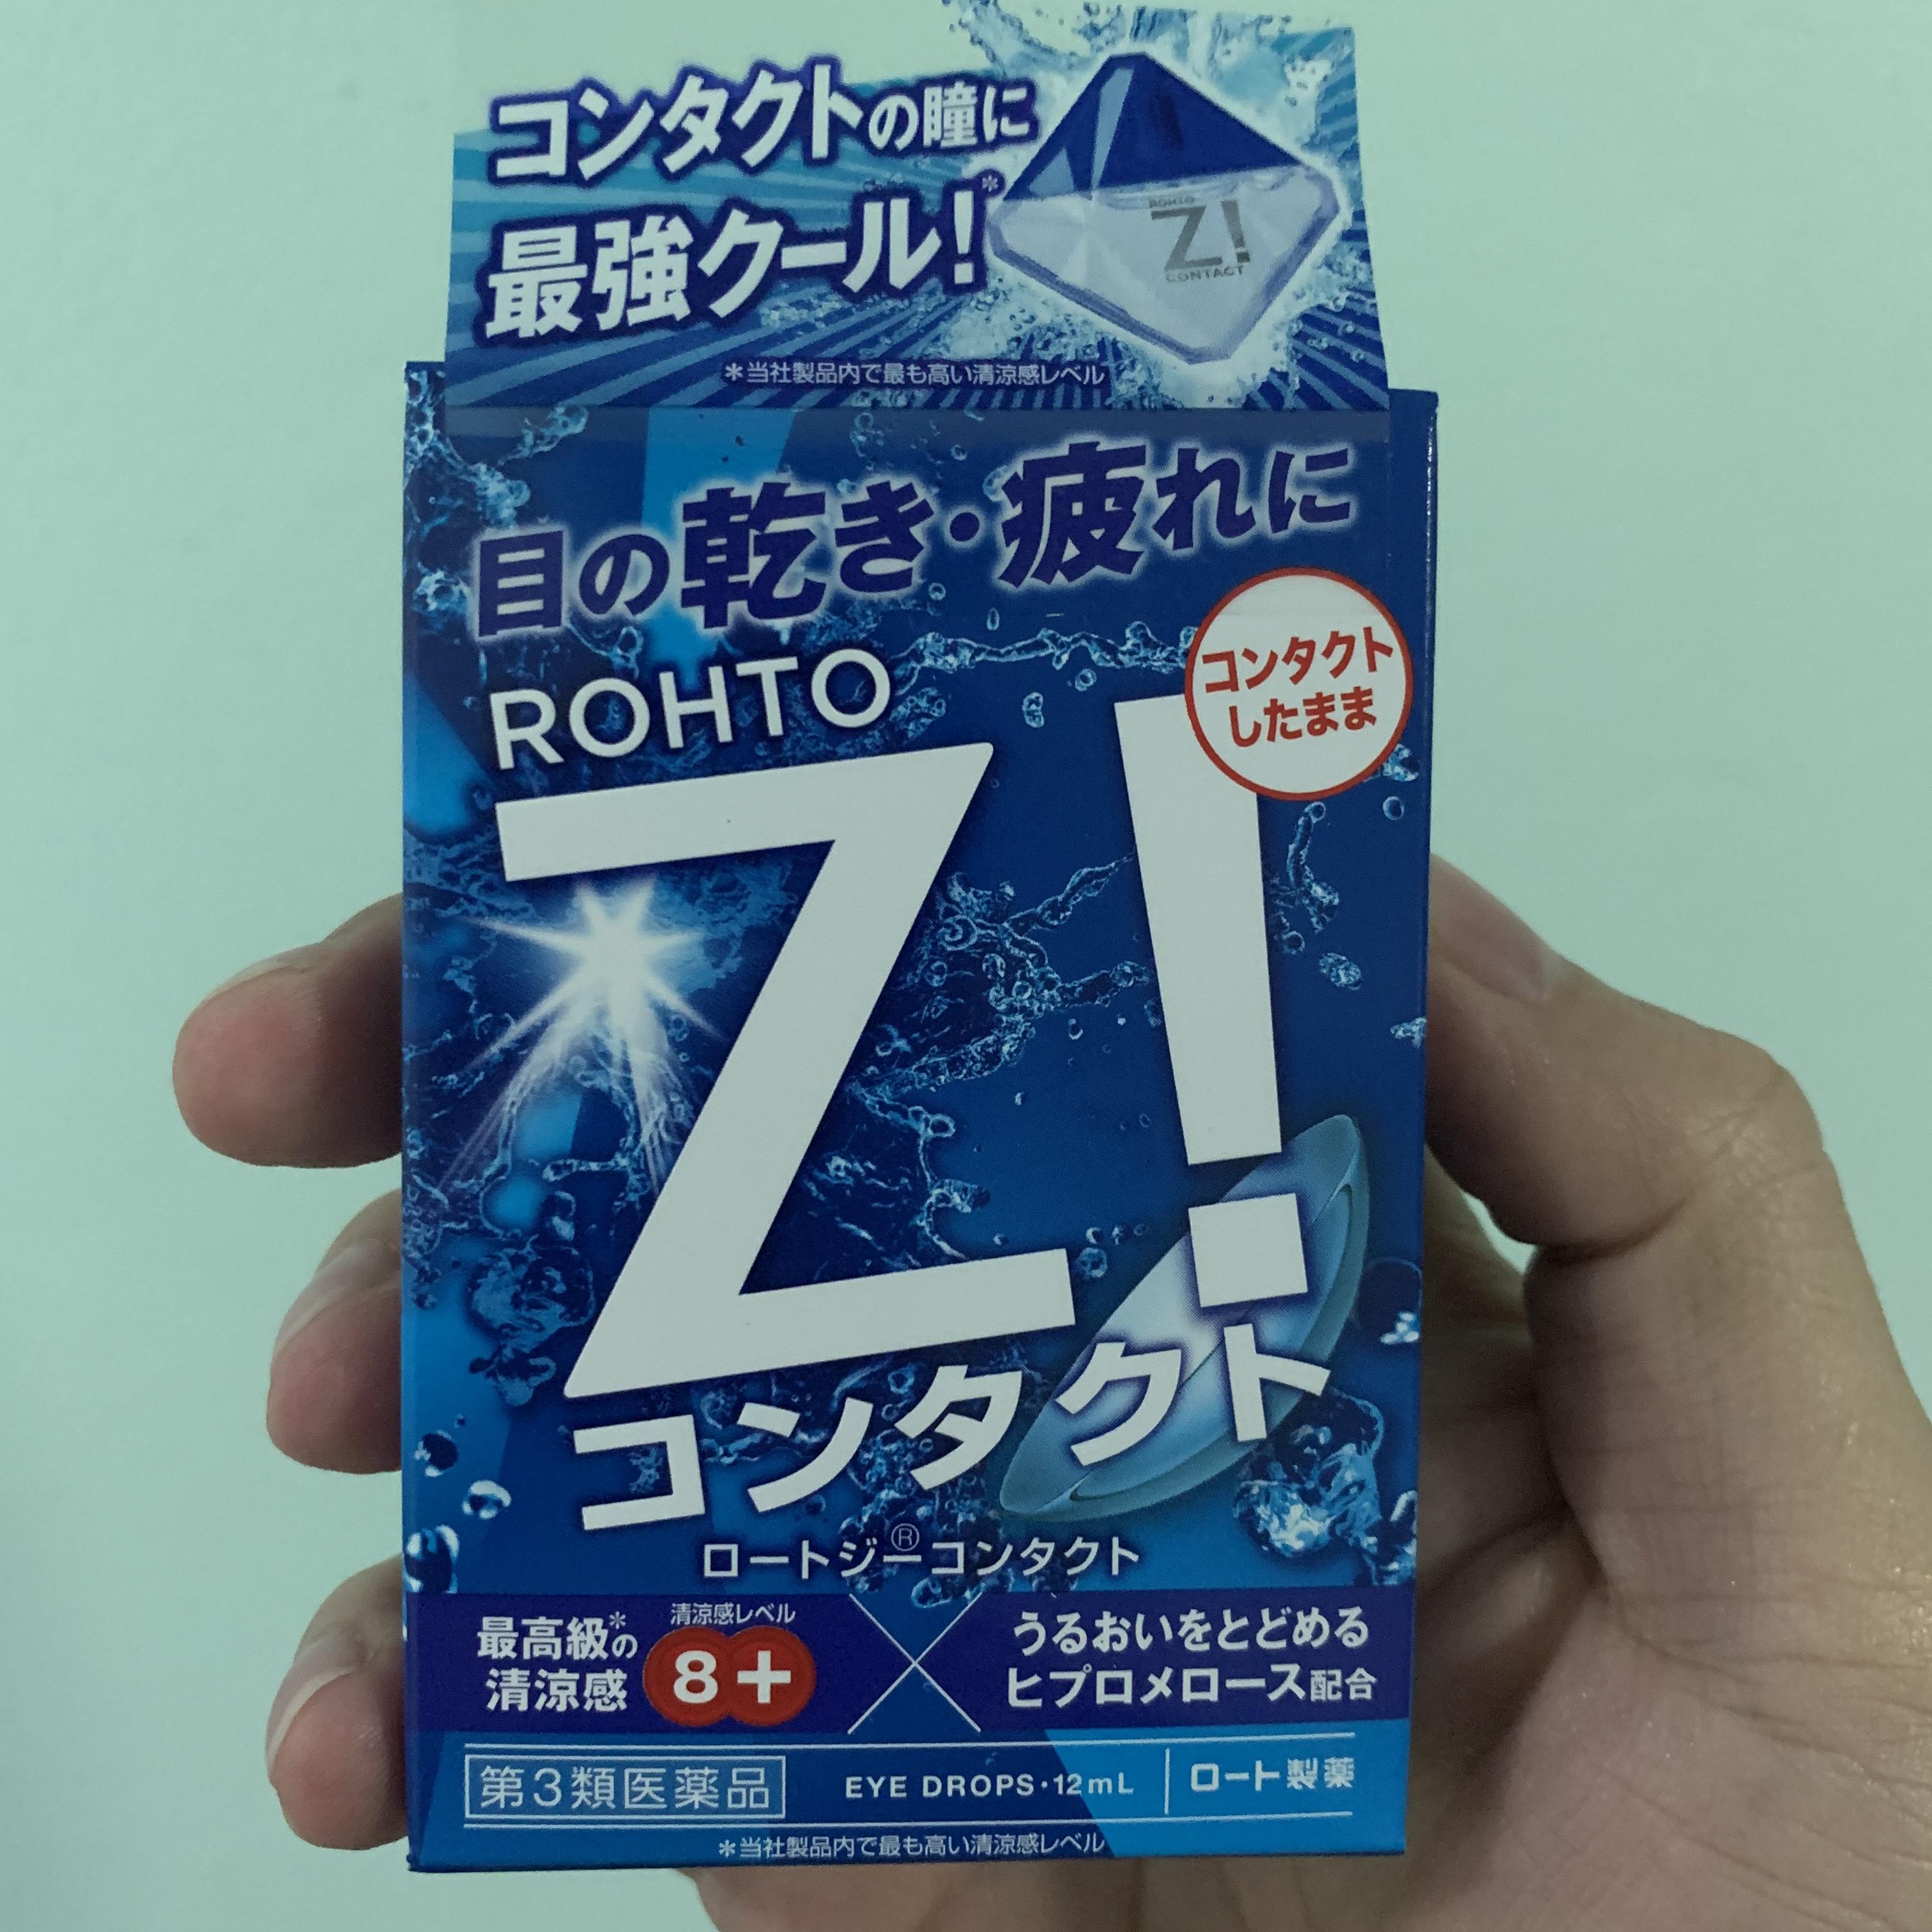 コンタクトの瞳に
最強クール!*
ROHTO
Z!
CONTACT
*当社製品内で最も高い清涼感レベル
目の乾き・疲れに
コンタクト
したまま
ROHTO
Z!
コンタクト
ロートジー®コンタクト
最高級*の
清涼感
清涼感レベル
8+
うるおいをとどめる
ヒプロメロース配合
第3類医薬品
EYE DROPS・12mL
ロート製薬
*当社製品内で最も高い清涼感レベル